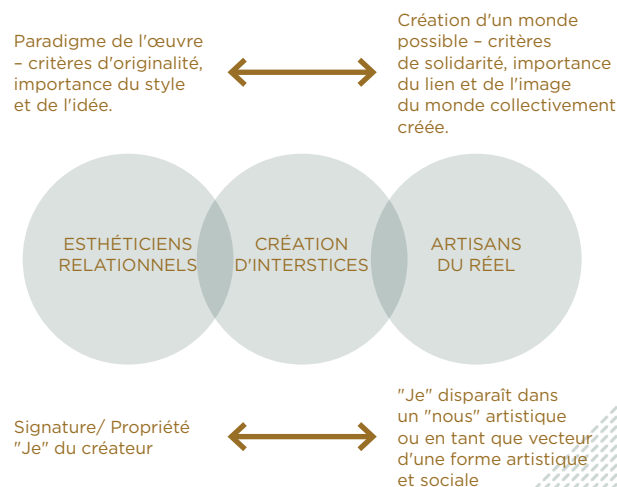 Paradigme de l'œuvre
– critères d'originalité,
importance du style
et de l'idée.
Création d'un monde
possible – critères
de solidarité, importance
du lien et de l'image
du monde collectivement
créée.
ESTHÉTICIENS
RELATIONNELS
CRÉATION
D'INTERSTICES
ARTISANS
DU RÉEL
Signature/ Propriété
"Je" du créateur
"Je" disparaît dans
un "nous" artistique
ou en tant que vecteur
d'une forme artistique
et sociale